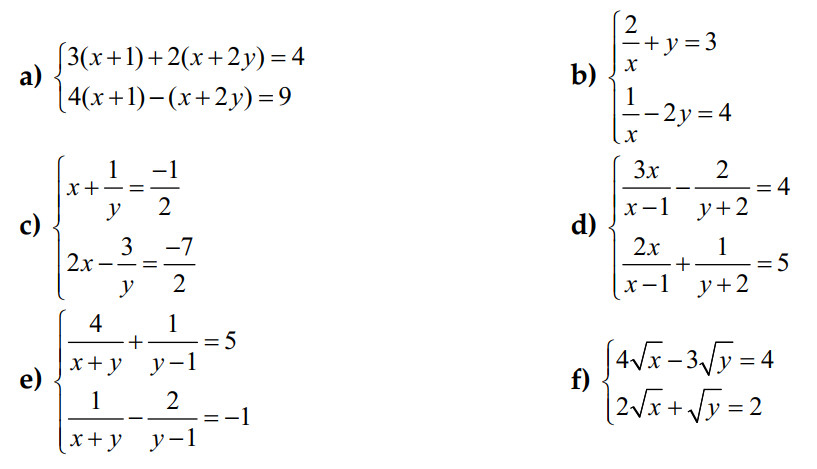 a) {3(x+1)+2(x+2y)=4
4(x+1)−(x+2y)=9
b) {2/x + y = 3
1/x − 2y = 4
c) {x + 1/y = −1/2
2x − 3/y = −7/2
d) {3x/(x−1) − 2/(y+2) = 4
2x/(x−1) + 1/(y+2) = 5
e) {4/(x+y) + 1/(y−1) = 5
1/(x+y) − 2/(y−1) = −1
f) {4√x − 3√y = 4
2√x + √y = 2